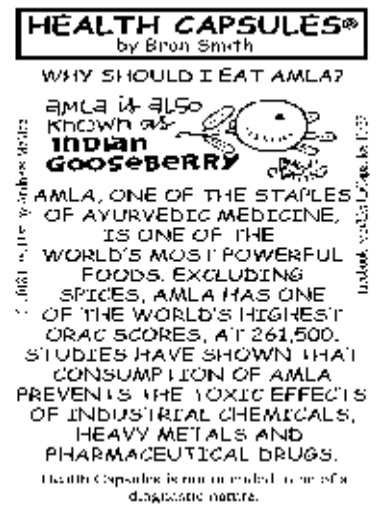 HEALTH CAPSULES®
by Bron Smith
WHY SHOULD I EAT AMLA?
AMLA IS ALSO
KNOWN AS
INDIAN
GOOSEBERRY
AMLA, ONE OF THE STAPLES
OF AYURVEDIC MEDICINE,
IS ONE OF THE
WORLD'S MOST POWERFUL
FOODS. EXCLUDING
SPICES, AMLA HAS ONE
OF THE WORLD'S HIGHEST
ORAC SCORES, AT 261,500.
STUDIES HAVE SHOWN THAT
CONSUMPTION OF AMLA
PREVENTS THE TOXIC EFFECTS
OF INDUSTRIAL CHEMICALS,
HEAVY METALS AND
PHARMACEUTICAL DRUGS.
Health Capsules is not intended to be of a
diagnostic nature.